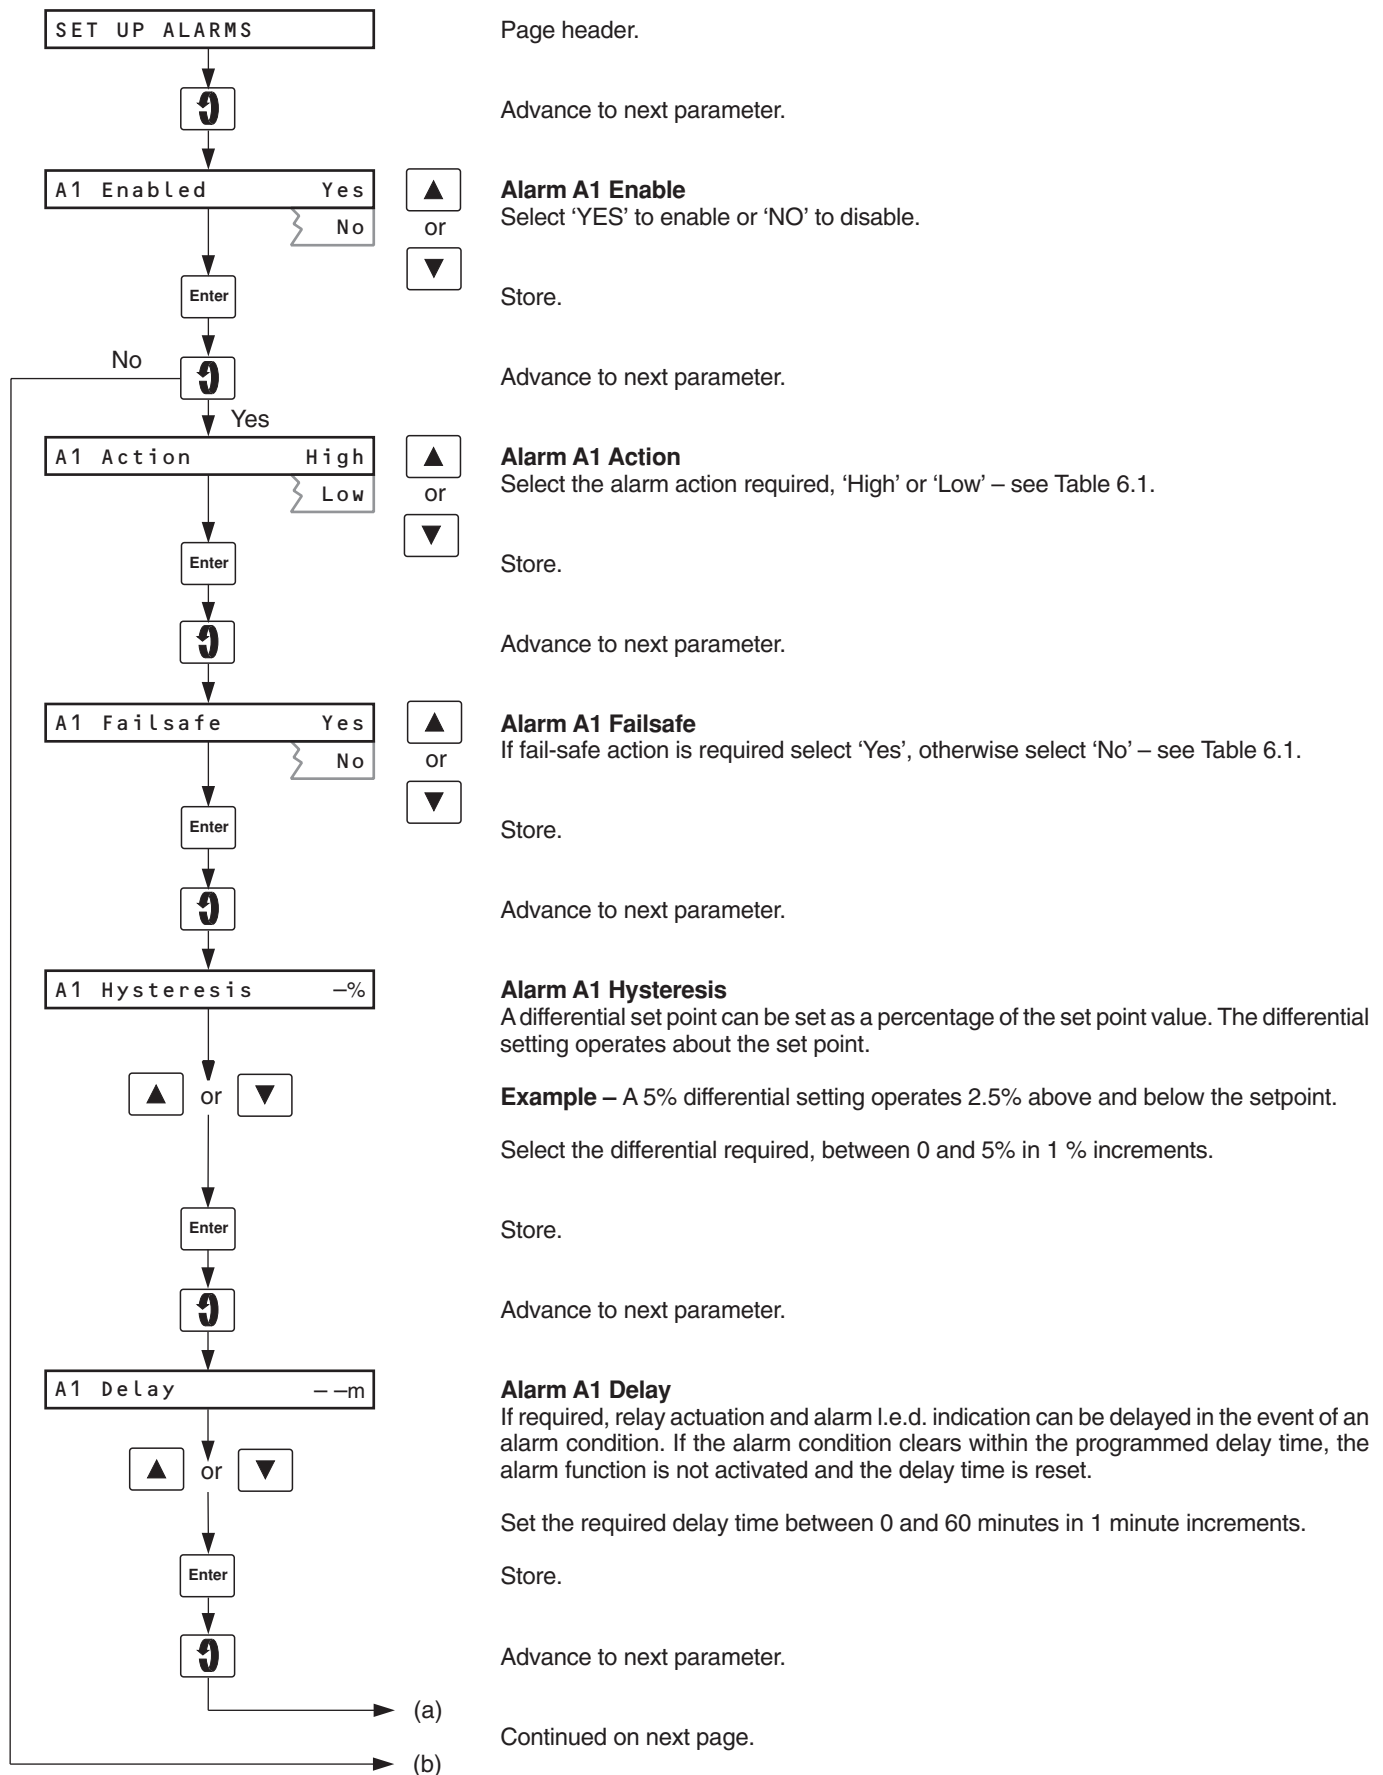 SET UP ALARMS
Page header.
Advance to next parameter.
A1 Enabled Yes
No
or
Alarm A1 Enable
Select ‘YES’ to enable or ‘NO’ to disable.
Enter
Store.
No
Advance to next parameter.
Yes
A1 Action High
Low
or
Alarm A1 Action
Select the alarm action required, ‘High’ or ‘Low’ – see Table 6.1.
Enter
Store.
Advance to next parameter.
A1 Failsafe Yes
No
or
Alarm A1 Failsafe
If fail-safe action is required select ‘Yes’, otherwise select ‘No’ – see Table 6.1.
Enter
Store.
Advance to next parameter.
A1 Hysteresis –%
Alarm A1 Hysteresis
A differential set point can be set as a percentage of the set point value. The differential
setting operates about the set point.
or
Example – A 5% differential setting operates 2.5% above and below the setpoint.
Select the differential required, between 0 and 5% in 1 % increments.
Enter
Store.
Advance to next parameter.
A1 Delay – –m
Alarm A1 Delay
If required, relay actuation and alarm l.e.d. indication can be delayed in the event of an
alarm condition. If the alarm condition clears within the programmed delay time, the
alarm function is not activated and the delay time is reset.
or
Set the required delay time between 0 and 60 minutes in 1 minute increments.
Enter
Store.
Advance to next parameter.
(a)
Continued on next page.
(b)